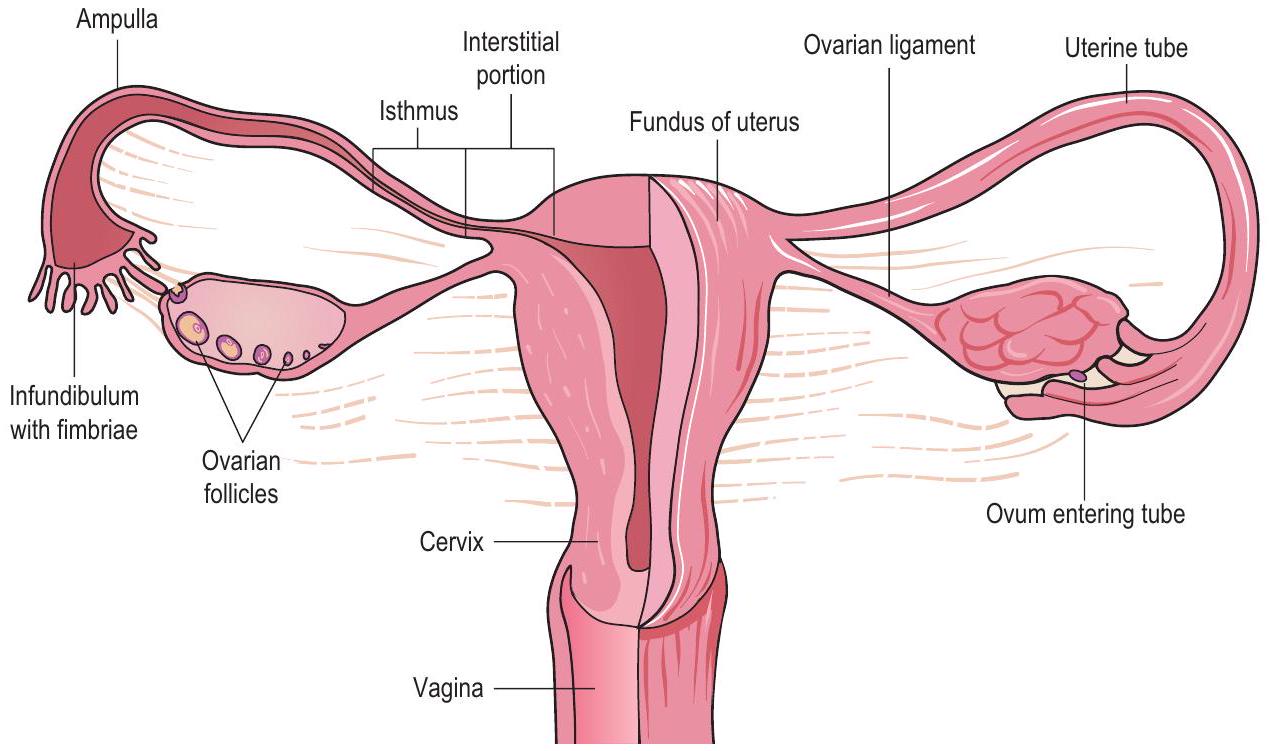 Ampulla
Interstitial
portion
Isthmus
Fundus of uterus
Ovarian ligament
Uterine tube
Infundibulum
with fimbriae
Ovarian
follicles
Ovum entering tube
Cervix
Vagina